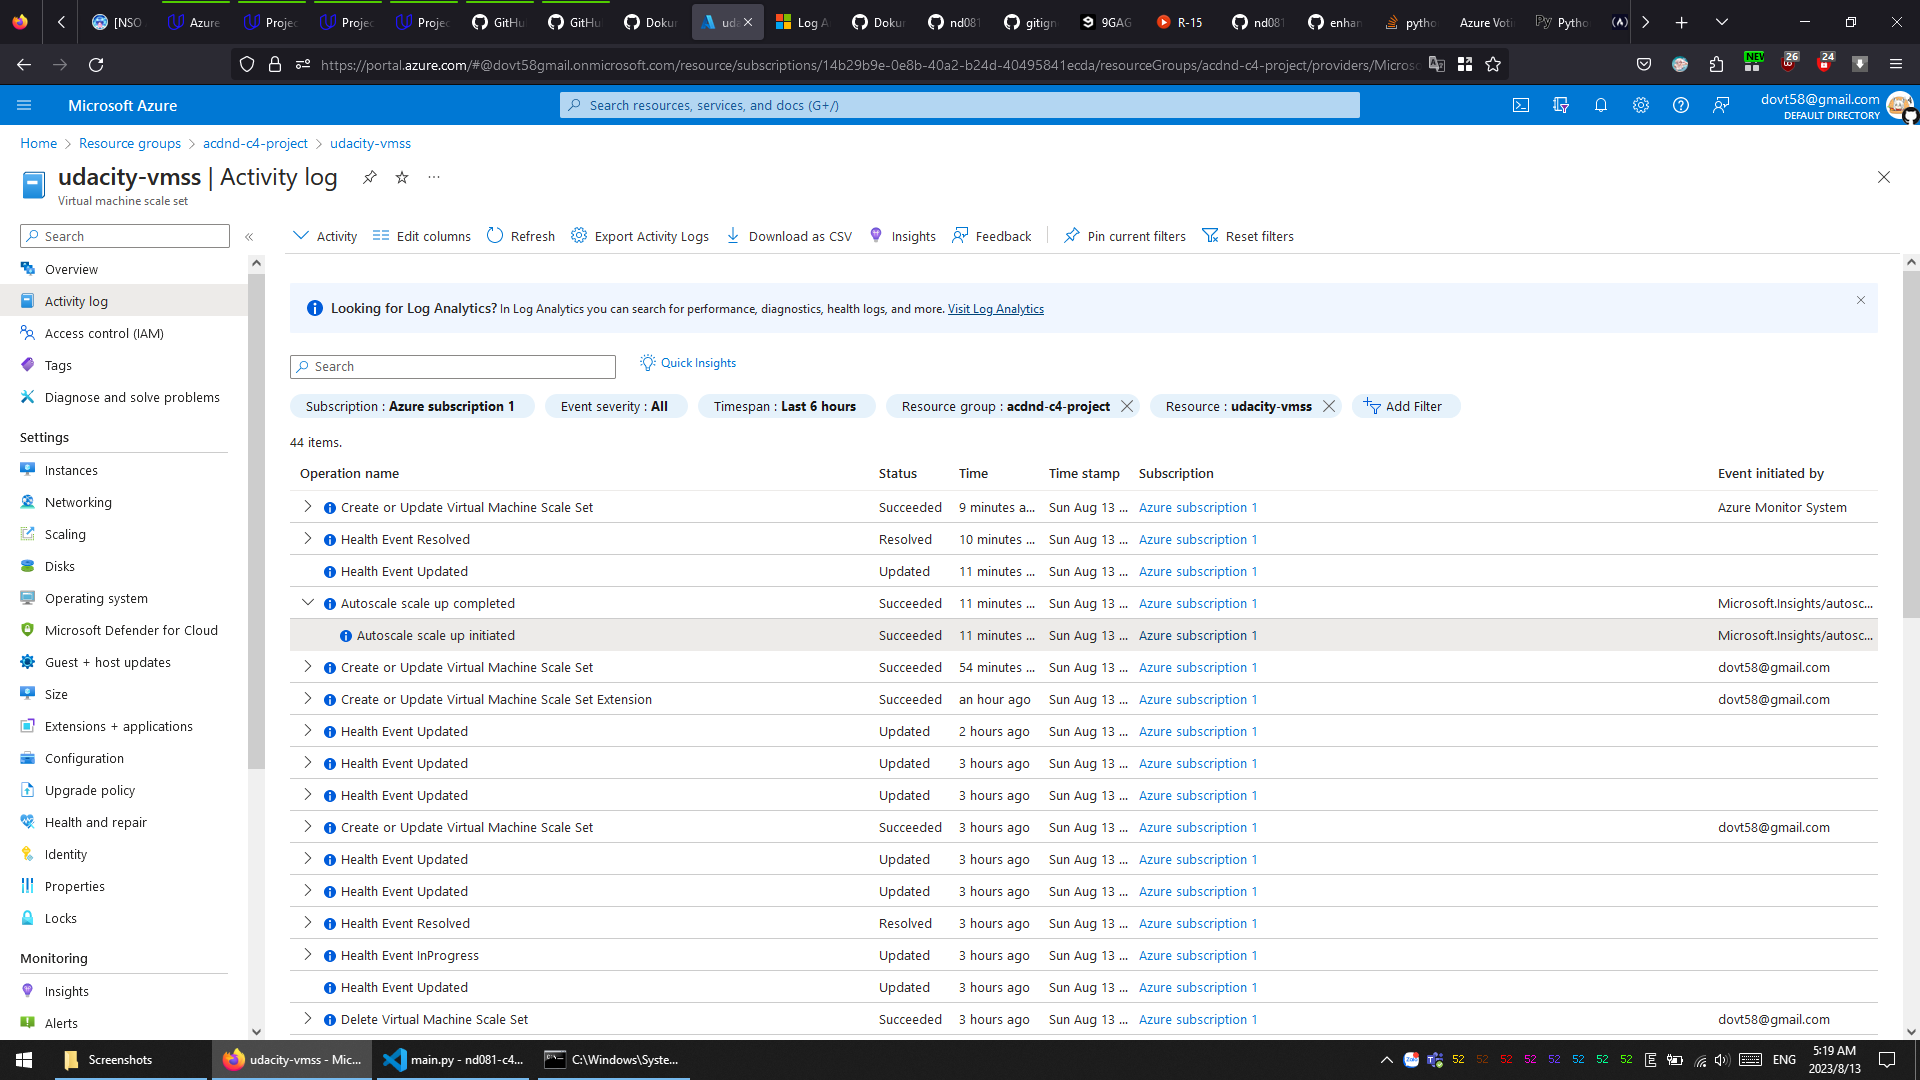 [NSO
Azure
Projec
Projec
Projec
GitHu
GitHu
Dokur
uda
Log A
Dokur
nd081
gitign
9GAG
R-15
nd081
enhan
pytho
Azure Voti
Pytho
https://portal.azure.com/#@dovt58gmail.onmicrosoft.com/resource/subscriptions/14b29b9e-0e8b-40a2-b24d-40495841ecda/resourceGroups/acdnd-c4-project/providers/Micros
NEW
26
24
Microsoft Azure
Search resources, services, and docs (G+/)
dovt58@gmail.com
DEFAULT DIRECTORY
Home > Resource groups > acdnd-c4-project > udacity-vmss
udacity-vmss | Activity log
...
Virtual machine scale set
Search
«
Activity
Edit columns
Refresh
Export Activity Logs
Download as CSV
Insights
Feedback
Pin current filters
Reset filters
Overview
Activity log
Access control (IAM)
Tags
Diagnose and solve problems
Settings
Instances
Networking
Scaling
Disks
Operating system
Microsoft Defender for Cloud
Guest + host updates
Size
Extensions + applications
Configuration
Upgrade policy
Health and repair
Identity
Properties
Locks
Monitoring
Insights
Alerts
Looking for Log Analytics? In Log Analytics you can search for performance, diagnostics, health logs, and more. Visit Log Analytics
Search
Quick Insights
Subscription : Azure subscription 1
Event severity : All
Timespan : Last 6 hours
Resource group : acdnd-c4-project
Resource : udacity-vmss
Add Filter
44 items.
Operation name Status Time Time stamp Subscription Event initiated by
Create or Update Virtual Machine Scale Set Succeeded 9 minutes a... Sun Aug 13 ... Azure subscription 1 Azure Monitor System
Health Event Resolved Resolved 10 minutes ... Sun Aug 13 ... Azure subscription 1
Health Event Updated Updated 11 minutes ... Sun Aug 13 ... Azure subscription 1
Autoscale scale up completed Succeeded 11 minutes ... Sun Aug 13 ... Azure subscription 1 Microsoft.Insights/autosc...
Autoscale scale up initiated Succeeded 11 minutes ... Sun Aug 13 ... Azure subscription 1 Microsoft.Insights/autosc...
Create or Update Virtual Machine Scale Set Succeeded 54 minutes ... Sun Aug 13 ... Azure subscription 1 dovt58@gmail.com
Create or Update Virtual Machine Scale Set Extension Succeeded an hour ago Sun Aug 13 ... Azure subscription 1 dovt58@gmail.com
Health Event Updated Updated 2 hours ago Sun Aug 13 ... Azure subscription 1
Health Event Updated Updated 3 hours ago Sun Aug 13 ... Azure subscription 1
Health Event Updated Updated 3 hours ago Sun Aug 13 ... Azure subscription 1
Create or Update Virtual Machine Scale Set Succeeded 3 hours ago Sun Aug 13 ... Azure subscription 1 dovt58@gmail.com
Health Event Updated Updated 3 hours ago Sun Aug 13 ... Azure subscription 1
Health Event Updated Updated 3 hours ago Sun Aug 13 ... Azure subscription 1
Health Event Resolved Resolved 3 hours ago Sun Aug 13 ... Azure subscription 1
Health Event InProgress Updated 3 hours ago Sun Aug 13 ... Azure subscription 1
Health Event Updated Updated 3 hours ago Sun Aug 13 ... Azure subscription 1
Delete Virtual Machine Scale Set Succeeded 3 hours ago Sun Aug 13 ... Azure subscription 1 dovt58@gmail.com
Screenshots
udacity-vmss - Mic...
main.py - nd081-c4...
C:\Windows\Syste...
52 52 52 52 52 52 52 52
ENG
5:19 AM
2023/8/13